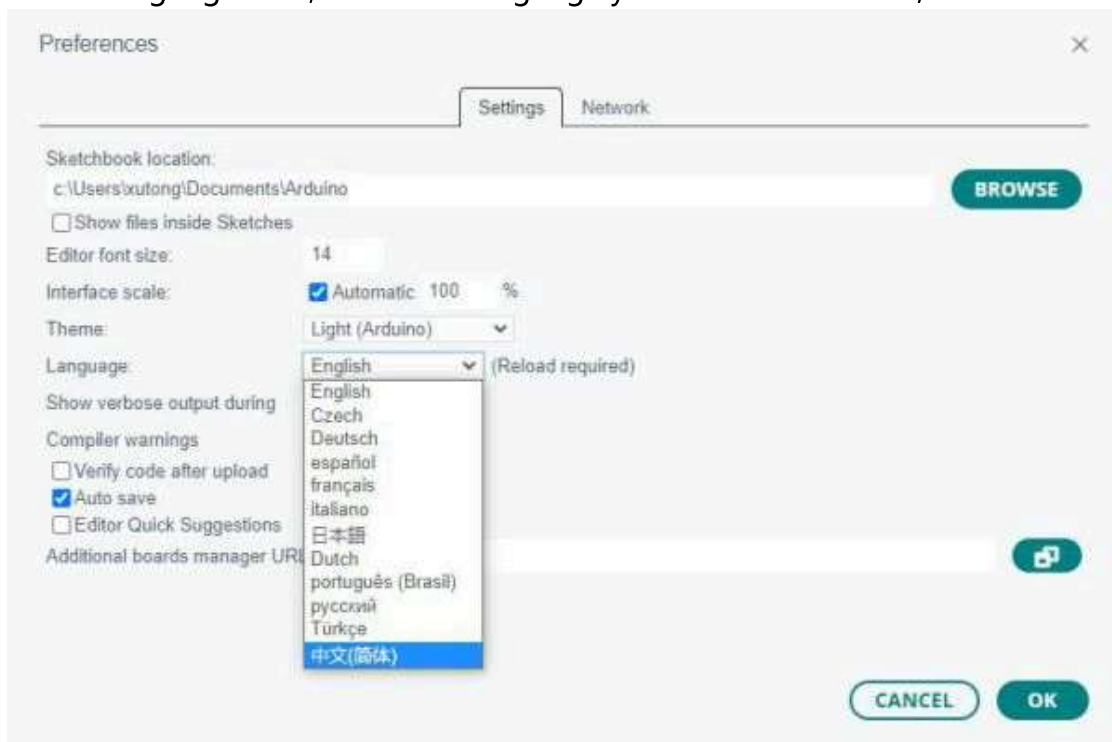 Preferences
Settings Network
Sketchbook location:
c:\Users\xutong\Documents\Arduino
BROWSE
Show files inside Sketches
Editor font size: 14
Interface scale: Automatic 100 %
Theme: Light (Arduino)
Language: English (Reload required)
English
Show verbose output during
Czech
Compiler warnings
Deutsch
Verify code after upload
español
français
Auto save
italiano
Editor Quick Suggestions
日本語
Additional boards manager URL
Dutch
português (Brasil)
русский
Türkçe
中文(简体)
CANCEL OK